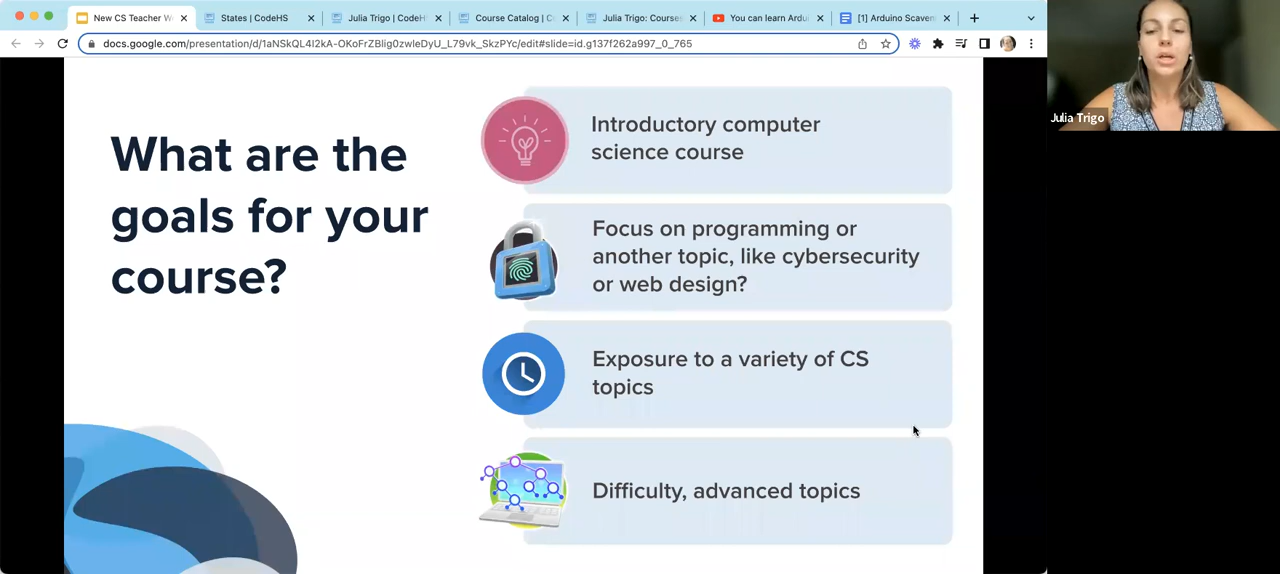 New CS Teacher W
States | CodeHS
Julia Trigo | CodeH
Course Catalog | C
Julia Trigo: Courses
You can learn Ardu
[1] Arduino Scaven
docs.google.com/presentation/d/1aNSkQL4I2kA-OKoFrZBlig0zwleDyU_L79vk_SkzPYc/edit#slide=id.g137f262a997_0_765
Julia Trigo
What are the
goals for your
course?
Introductory computer
science course
Focus on programming or
another topic, like cybersecurity
or web design?
Exposure to a variety of CS
topics
Difficulty, advanced topics